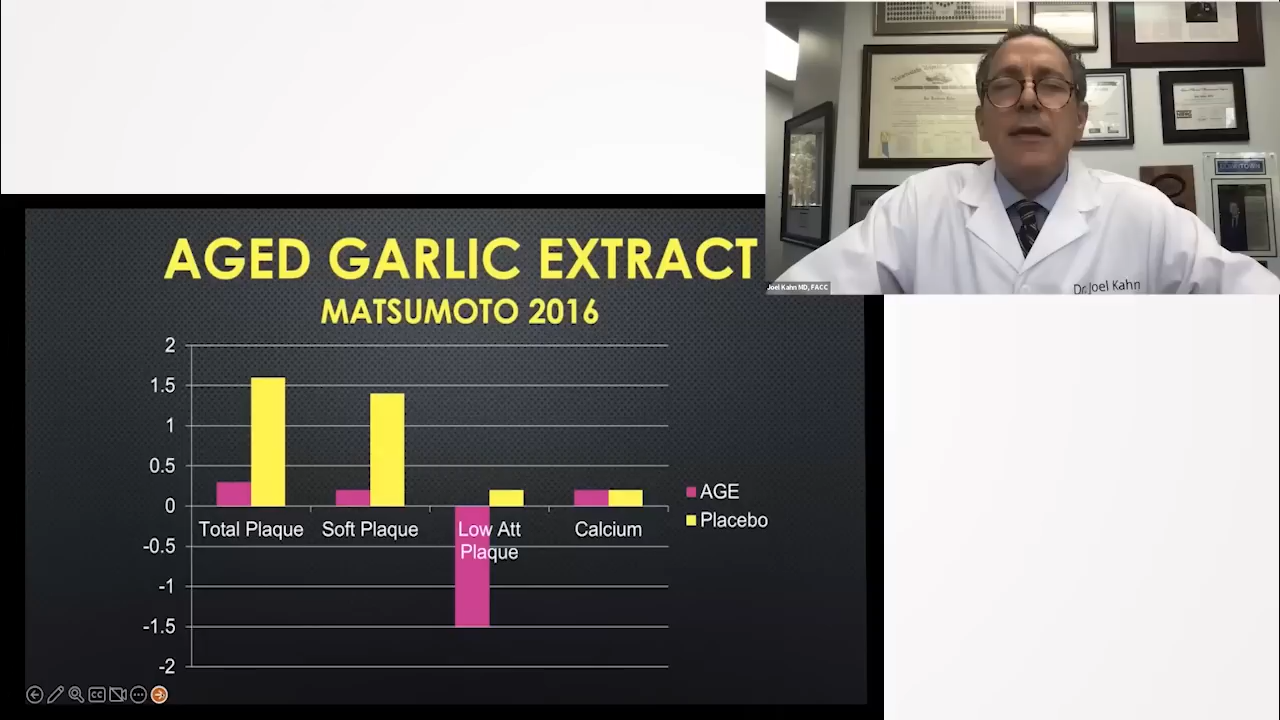 AGED GARLIC EXTRACT
MATSUMOTO 2016
2
1.5
1
0.5
0
-0.5
-1
-1.5
-2
Total Plaque
Soft Plaque
Low Att
Plaque
Calcium
AGE
Placebo
CC
Joel Kahn MD, FACC
Dr. Joel Kahn